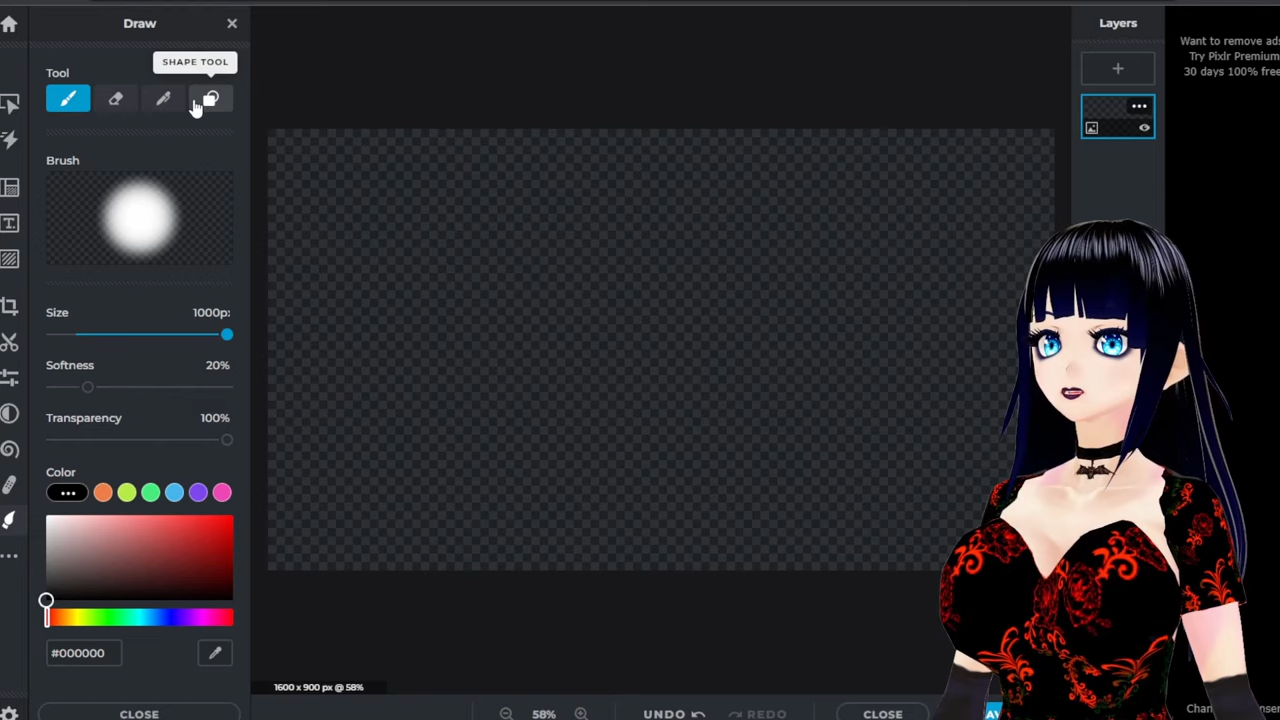 Draw
Layers
Want to remove ads
Try Pixlr Premium
30 days 100% free
SHAPE TOOL
Tool
Brush
Size 1000p:
Softness 20%
Transparency 100%
Color
#000000
1600 x 900 px @ 58%
CLOSE
58%
UNDO
REDO
CLOSE